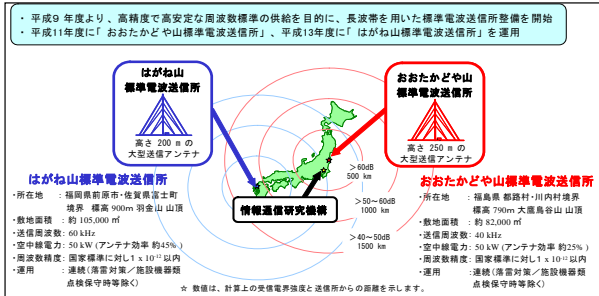 ・ 平成9 年度より、高精度で高安定な周波数標準の供給を目的に、長波帯を用いた標準電波送信所整備を開始
・ 平成11年度に「 おおたかどや山標準電波送信所」、平成13年度に「 はがね山標準電波送信所」を運用
はがね山
標準電波送信所
高さ 200 m の
大型送信アンテナ
おおたかどや山
標準電波送信所
高さ 250 m の
大型送信アンテナ
>60dB
500 km
>50~60dB
1000 km
>40~50dB
1500 km
情報通信研究機構
はがね山標準電波送信所
・所在地 : 福岡県前原市・佐賀県富士町
境界 標高 900m 羽金山 山頂
・敷地面積 : 約 105,000 ㎡
・送信周波数: 60 kHz
・空中線電力: 50 kW (アンテナ効率 約45%)
・周波数精度: 国家標準に対し1 x 10⁻¹² 以内
・運用 : 連続(落雷対策/施設機器類
点検保守時等除く)
おおたかどや山標準電波送信所
・所在地 : 福島県 都路村・川内村境界
標高 790m 大鷹鳥谷山 山頂
・敷地面積 : 約 82,000 ㎡
・送信周波数: 40 kHz
・空中線電力: 50 kW (アンテナ効率 約25%)
・周波数精度: 国家標準に対し1 x 10⁻¹² 以内
・運用 : 連続(落雷対策/施設機器類
点検保守時等除く)
☆ 数値は、計算上の受信電界強度と送信所からの距離を示します。